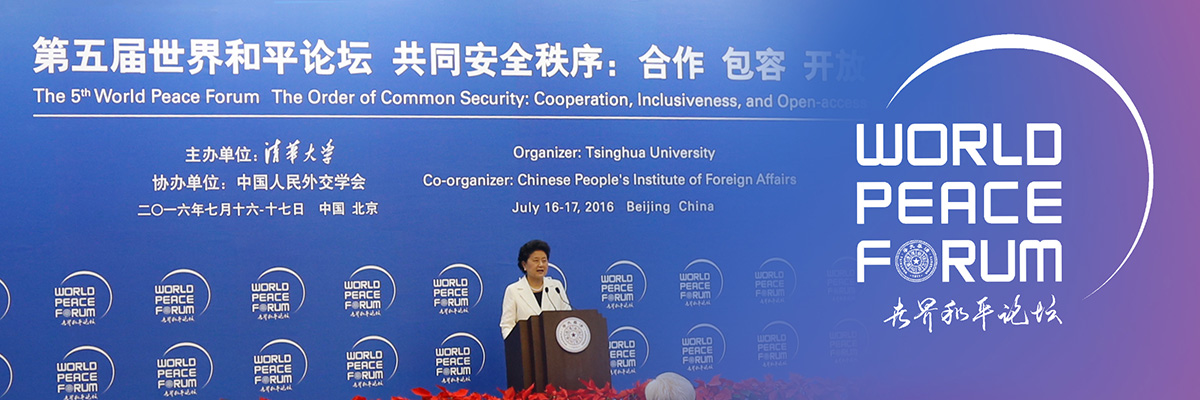 第五届世界和平论坛 共同安全秩序：合作 包容 开放
The 5th World Peace Forum The Order of Common Security: Cooperation, Inclusiveness, and Open-access
主办单位：清华大学
协办单位：中国人民外交学会
二〇一六年七月十六-十七日 中国 北京
Organizer: Tsinghua University
Co-organizer: Chinese People's Institute of Foreign Affairs
July 16-17, 2016 Beijing China
WORLD
PEACE
FORUM
世界和平论坛